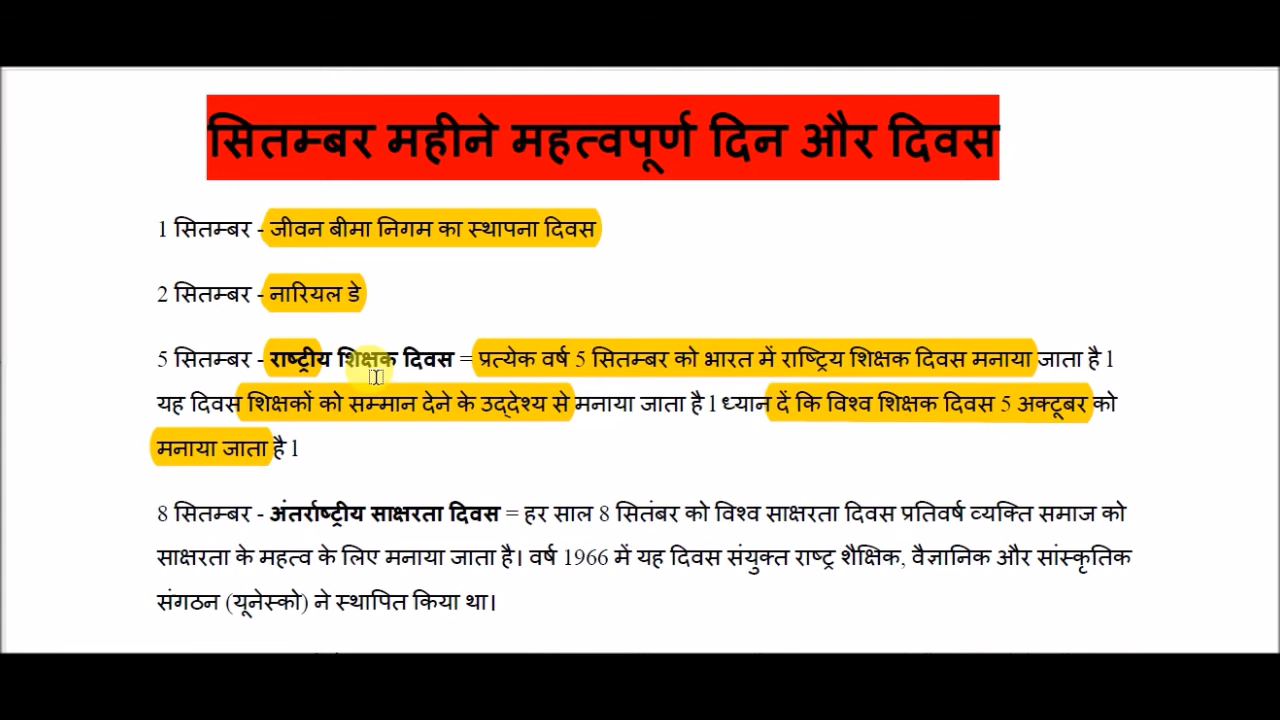 सितम्बर महीने महत्वपूर्ण दिन और दिवस
1 सितम्बर - जीवन बीमा निगम का स्थापना दिवस
2 सितम्बर - नारियल डे
5 सितम्बर - राष्ट्रीय शिक्षक दिवस = प्रत्येक वर्ष 5 सितम्बर को भारत में राष्ट्रिय शिक्षक दिवस मनाया जाता है l
यह दिवस शिक्षकों को सम्मान देने के उद्देश्य से मनाया जाता है l ध्यान दें कि विश्व शिक्षक दिवस 5 अक्टूबर को
मनाया जाता है l
8 सितम्बर - अंतर्राष्ट्रीय साक्षरता दिवस = हर साल 8 सितंबर को विश्व साक्षरता दिवस प्रतिवर्ष व्यक्ति समाज को
साक्षरता के महत्व के लिए मनाया जाता है। वर्ष 1966 में यह दिवस संयुक्त राष्ट्र शैक्षिक, वैज्ञानिक और सांस्कृतिक
संगठन (यूनेस्को) ने स्थापित किया था।